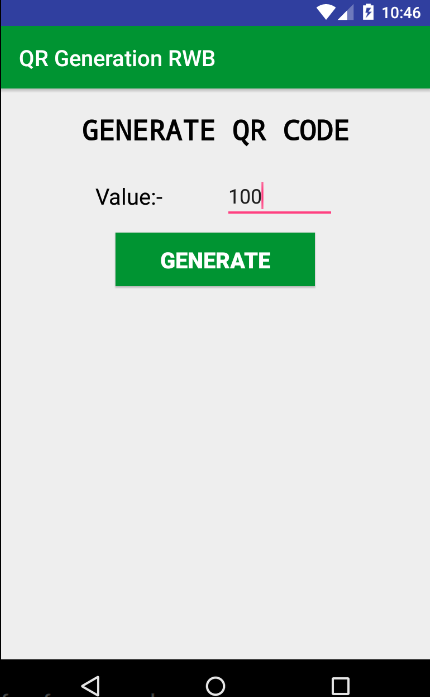 10:46
QR Generation RWB
GENERATE QR CODE
Value:- 100
GENERATE